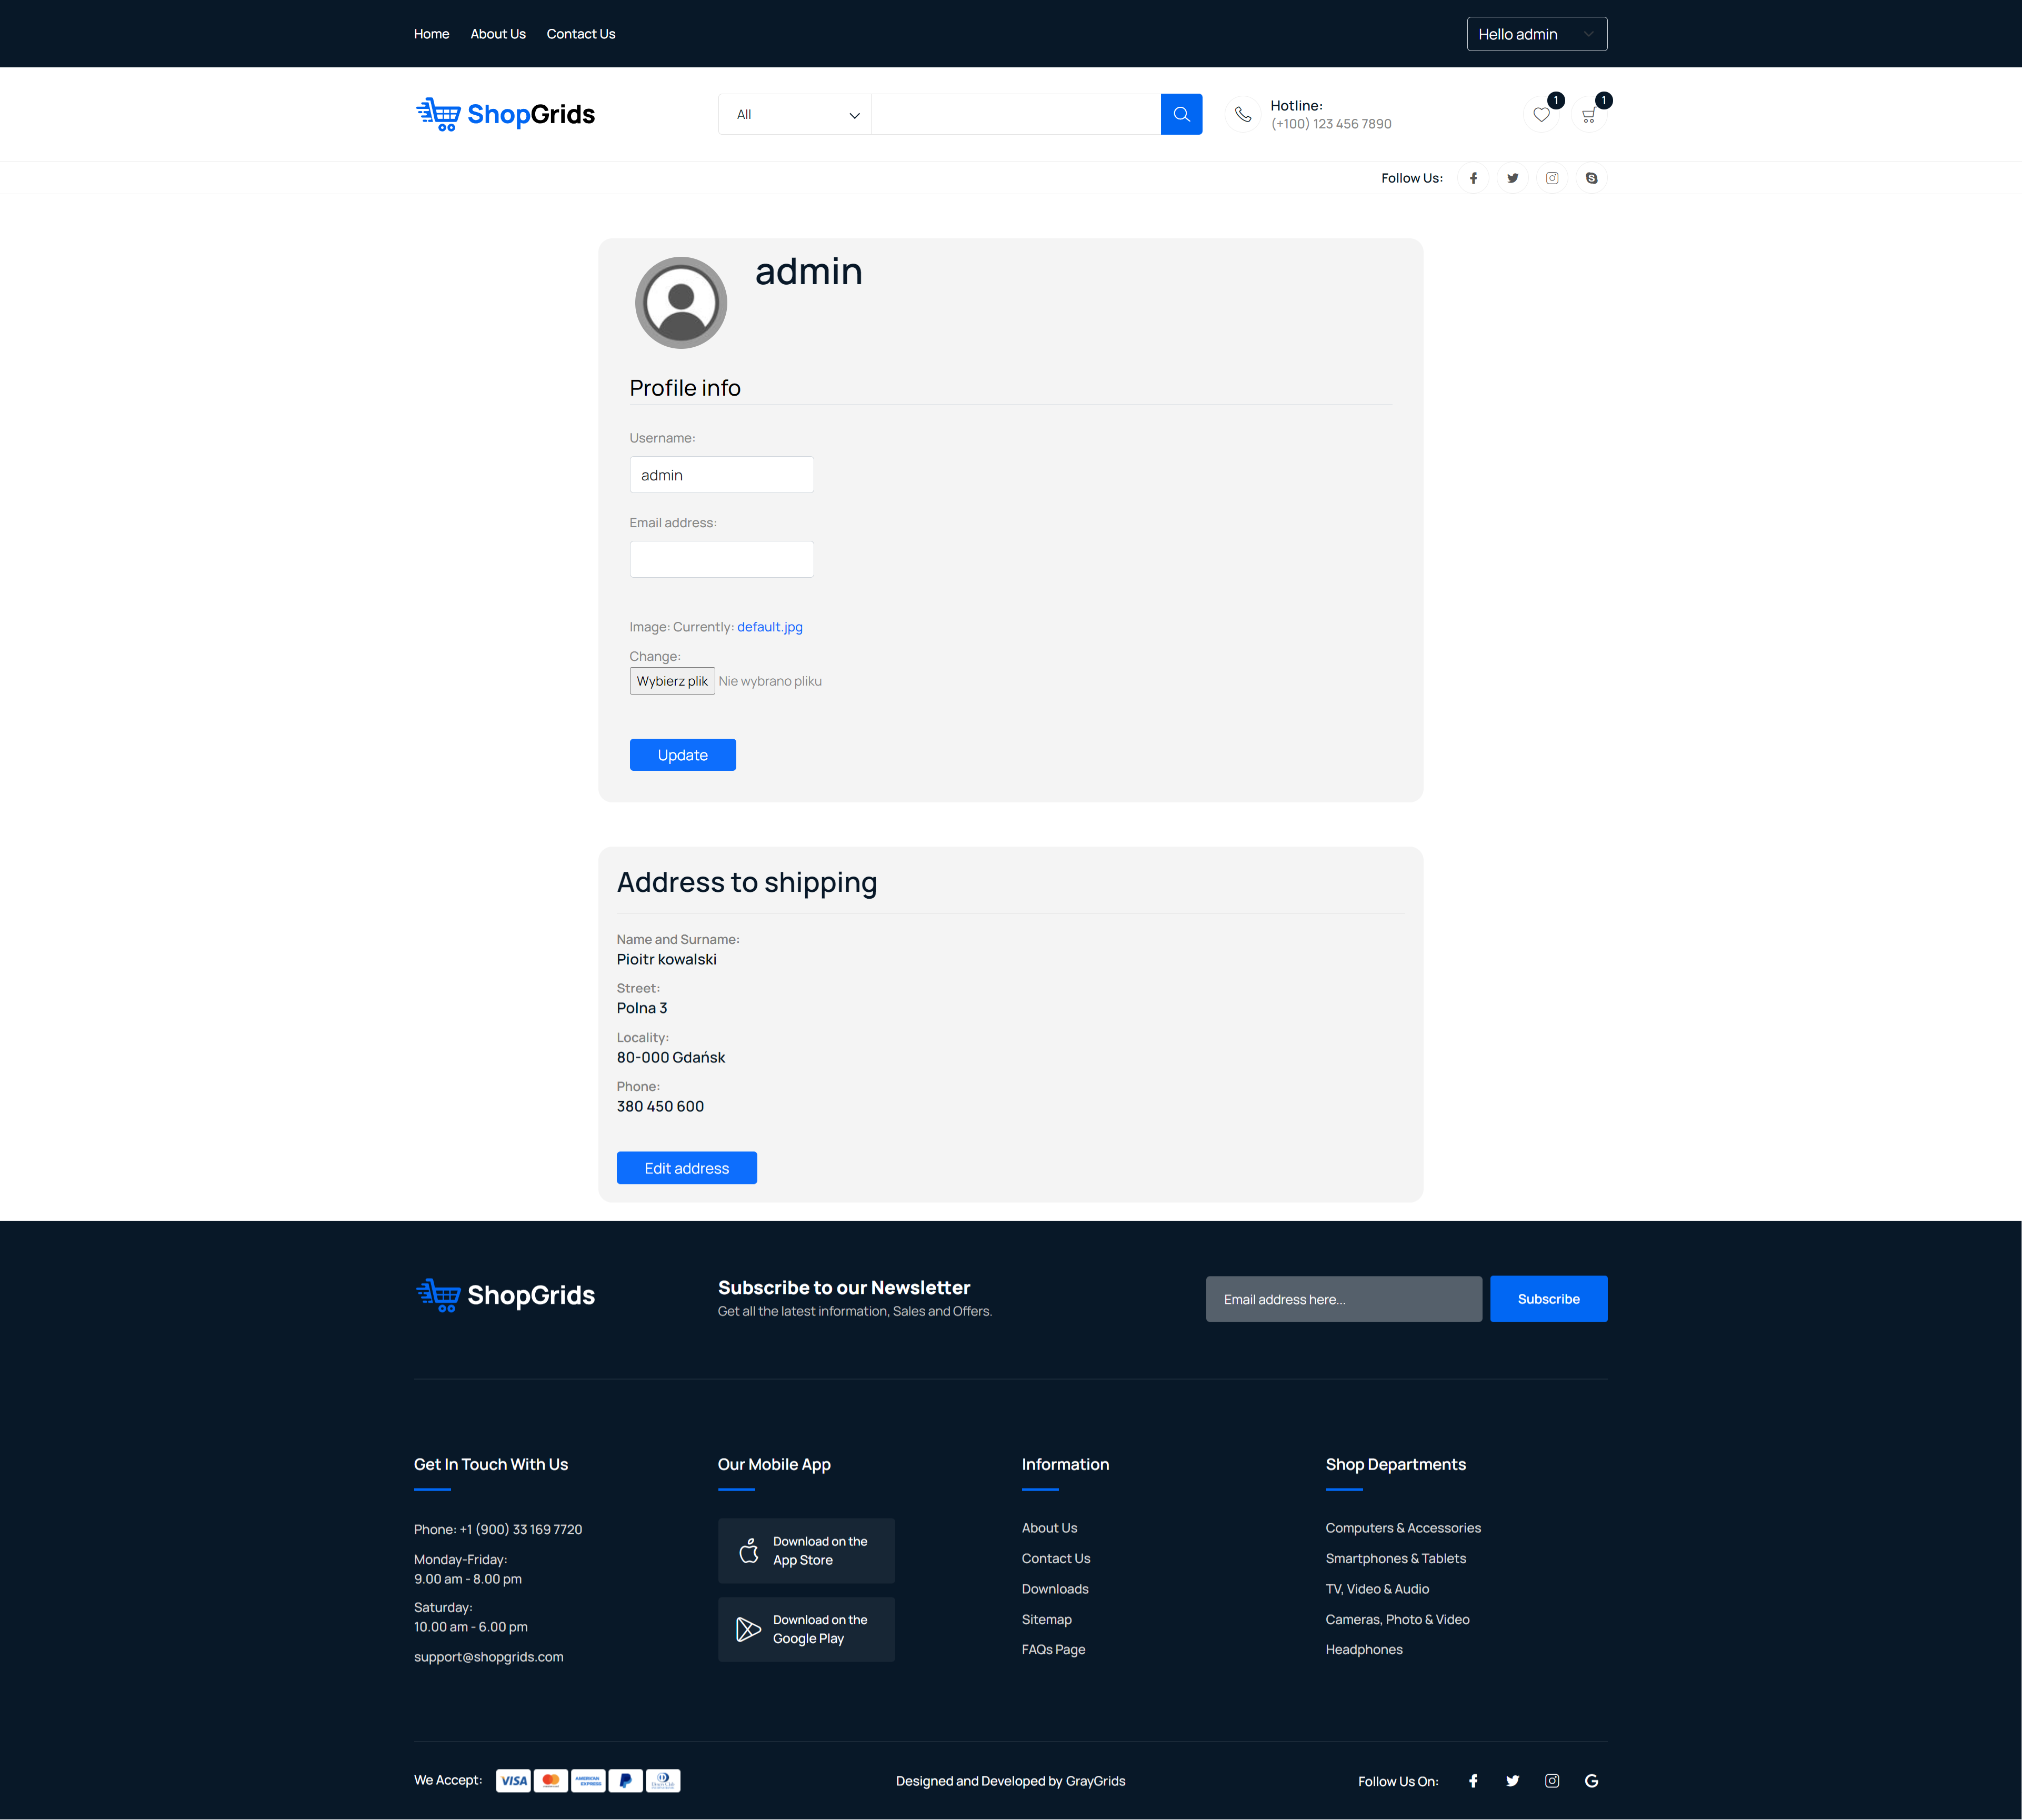 Home About Us Contact Us
Hello admin
ShopGrids
All
Hotline:
(+100) 123 456 7890
1
1
Follow Us:
admin
Profile info
Username:
admin
Email address:
Image: Currently: default.jpg
Change:
Wybierz plik Nie wybrano pliku
Update
Address to shipping
Name and Surname:
Pioitr kowalski
Street:
Polna 3
Locality:
80-000 Gdańsk
Phone:
380 450 600
Edit address
ShopGrids
Subscribe to our Newsletter
Get all the latest information, Sales and Offers.
Email address here...
Subscribe
Get In Touch With Us
Phone: +1 (900) 33 169 7720
Monday-Friday:
9.00 am - 8.00 pm
Saturday:
10.00 am - 6.00 pm
support@shopgrids.com
Our Mobile App
Download on the
App Store
Download on the
Google Play
Information
About Us
Contact Us
Downloads
Sitemap
FAQs Page
Shop Departments
Computers & Accessories
Smartphones & Tablets
TV, Video & Audio
Cameras, Photo & Video
Headphones
We Accept:
VISA
AMERICAN
EXPRESS
Designed and Developed by GrayGrids
Follow Us On: